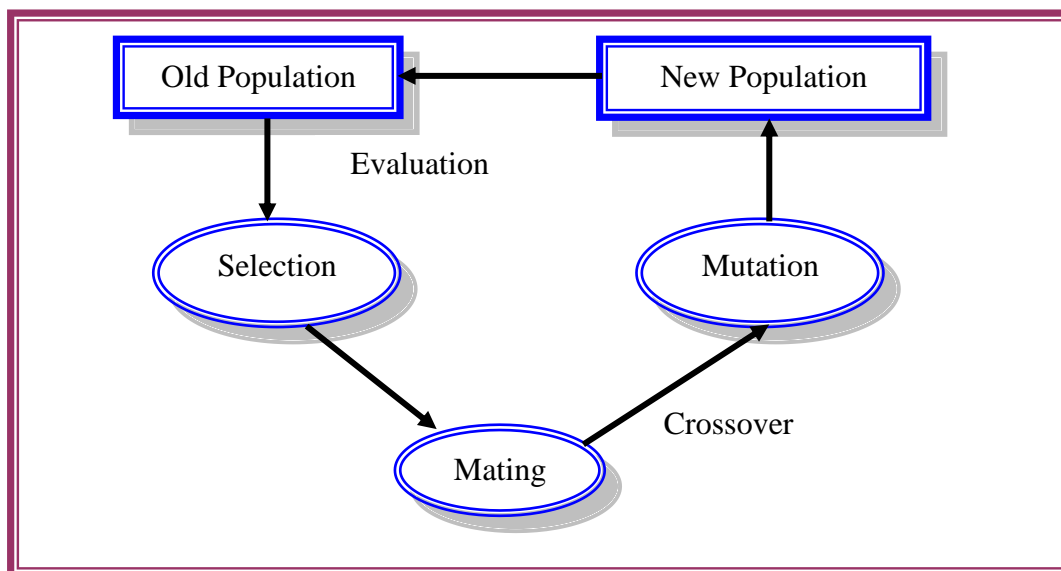 Old Population
New Population
Evaluation
Selection
Mutation
Crossover
Mating